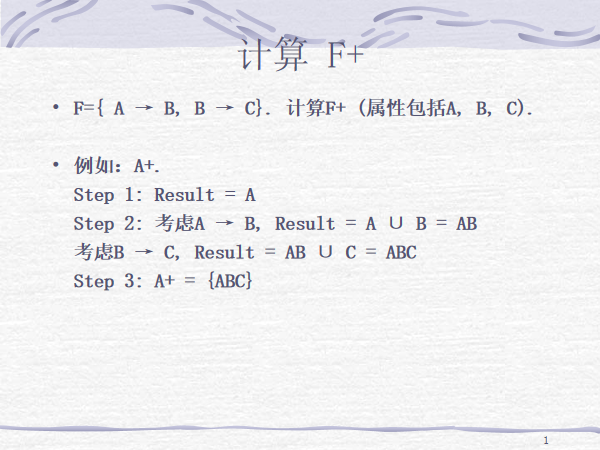 计算 F+
• F={ A → B, B → C}. 计算F+ (属性包括A, B, C).
• 例如：A+.
Step 1: Result = A
Step 2: 考虑A → B, Result = A ∪ B = AB
考虑B → C, Result = AB ∪ C = ABC
Step 3: A+ = {ABC}
1